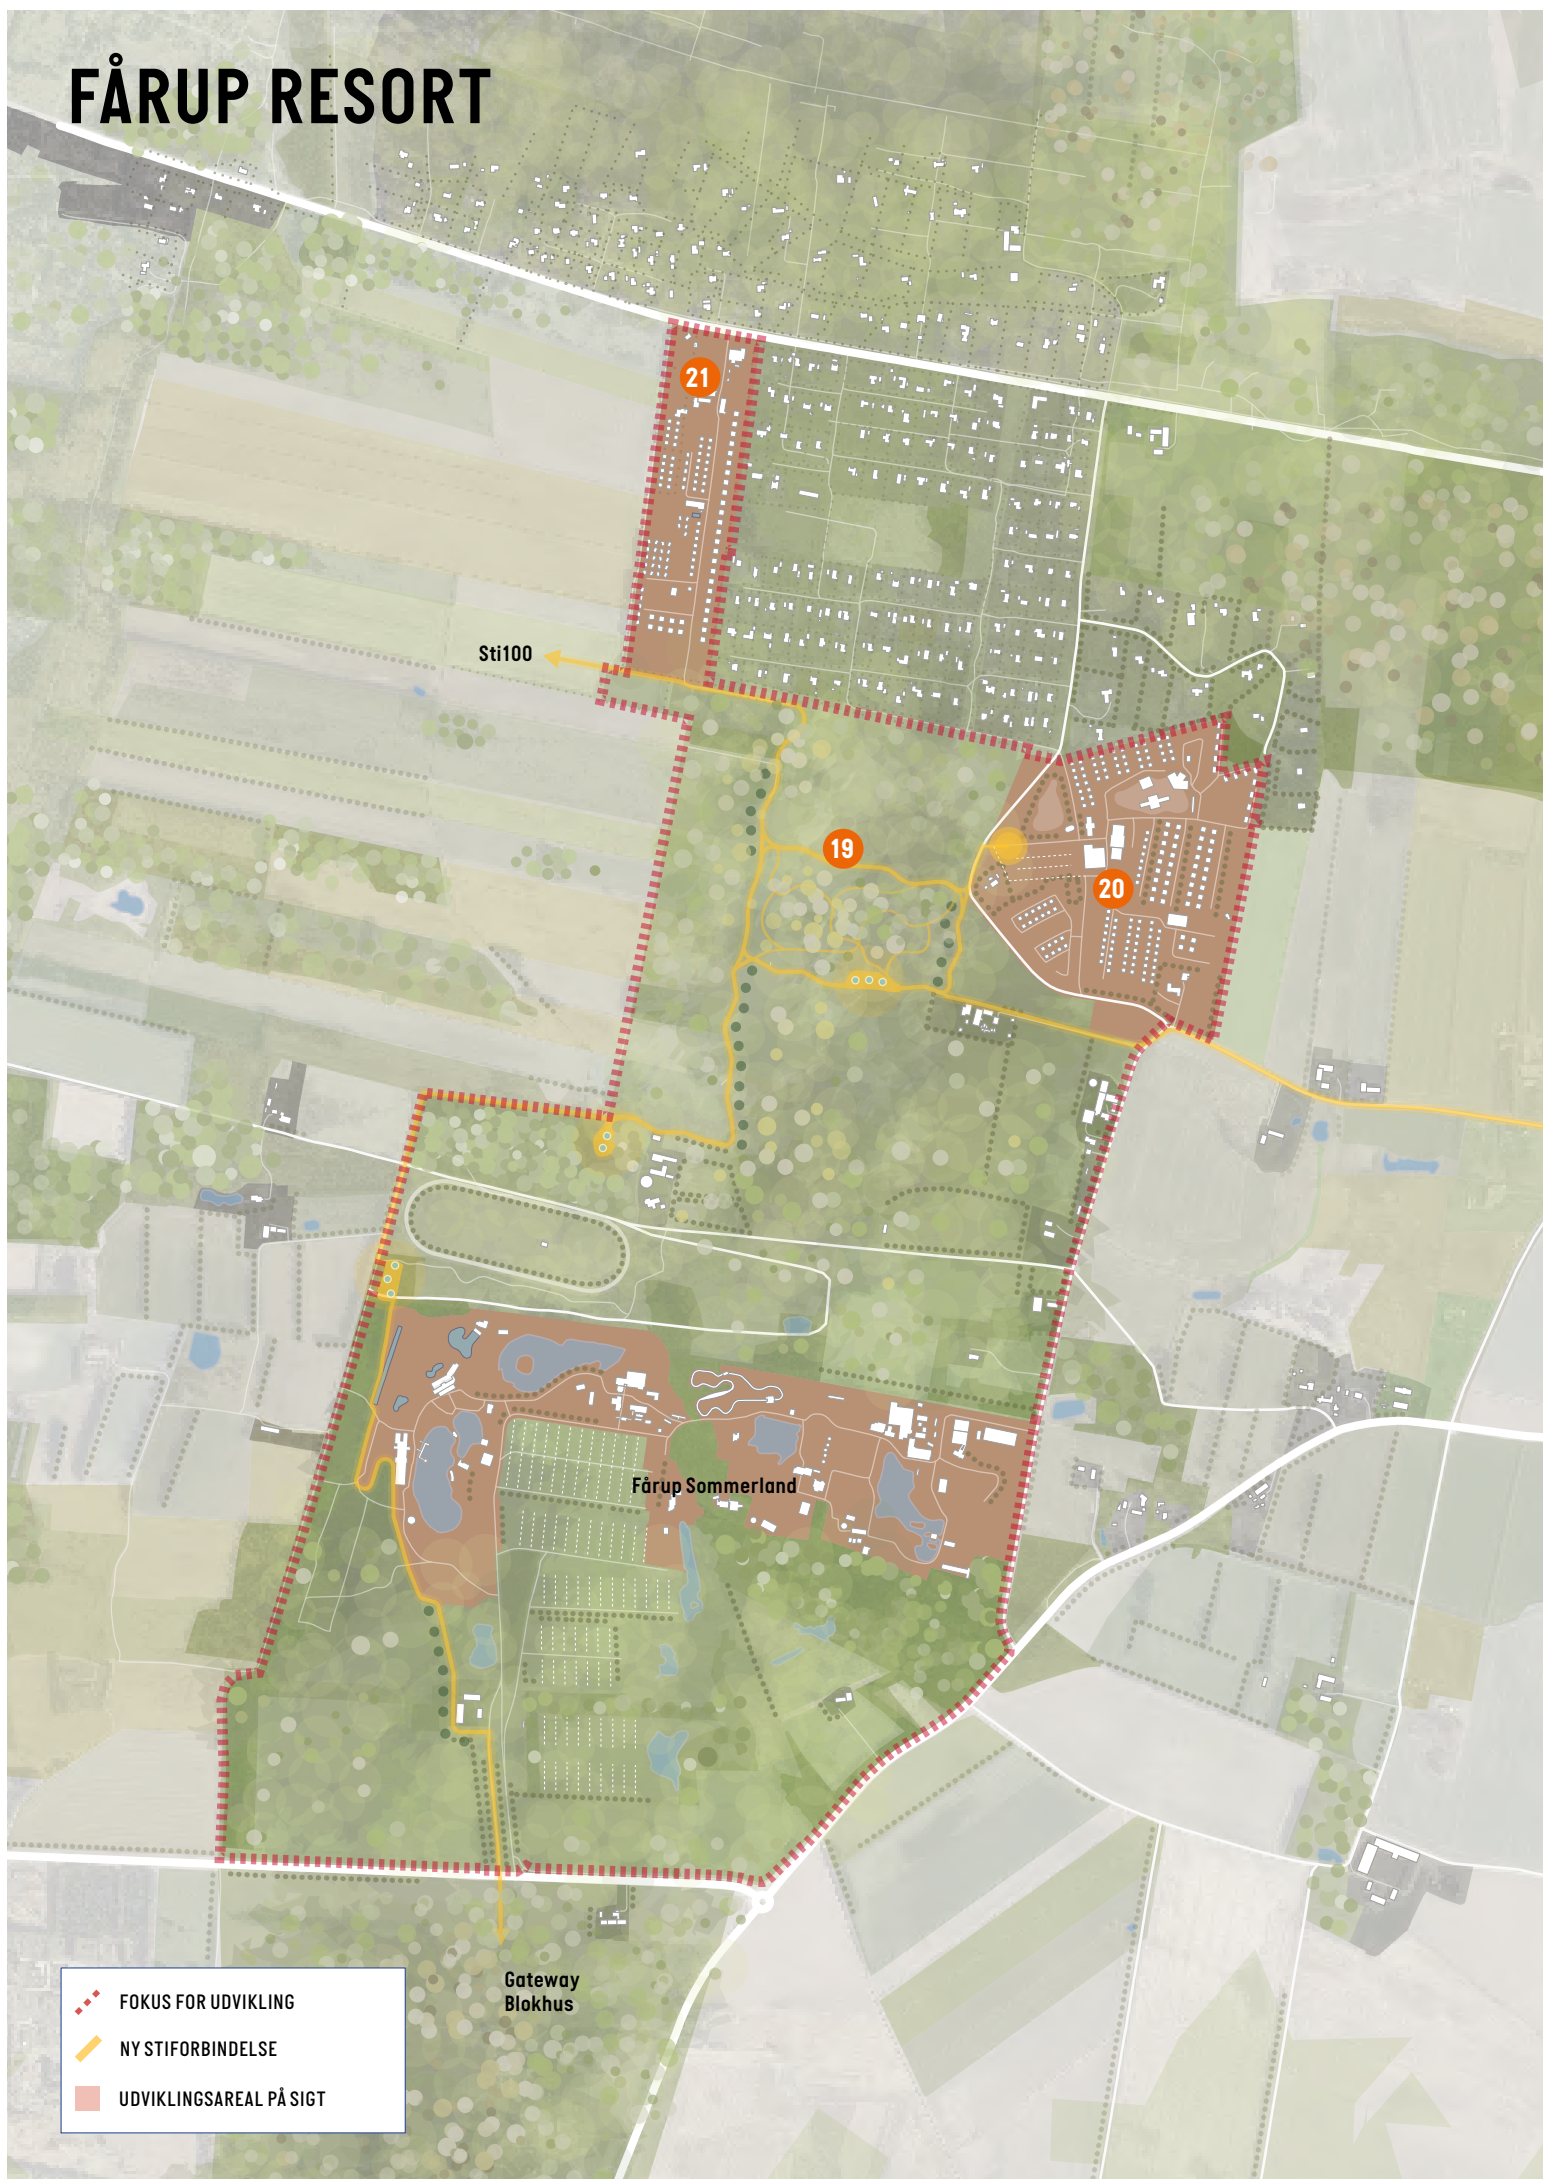 FÅRUP RESORT
21
Sti100
19
20
Fårup Sommerland
Gateway
Blokhus
FOKUS FOR UDVIKLING
NY STIFORBINDELSE
UDVIKLINGSAREAL PÅ SIGT